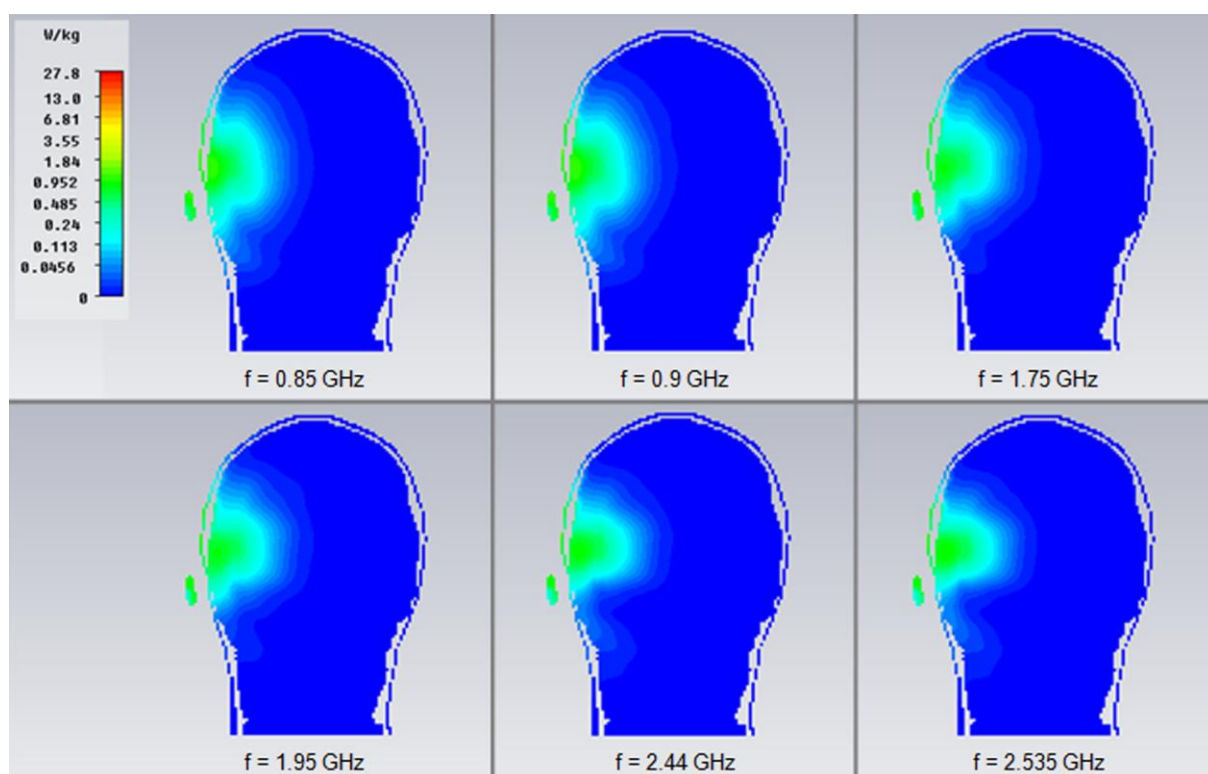 W/kg
27.8
13.0
6.81
3.55
1.84
0.952
0.485
0.24
0.113
0.0456
0
f = 0.85 GHz
f = 0.9 GHz
f = 1.75 GHz
f = 1.95 GHz
f = 2.44 GHz
f = 2.535 GHz